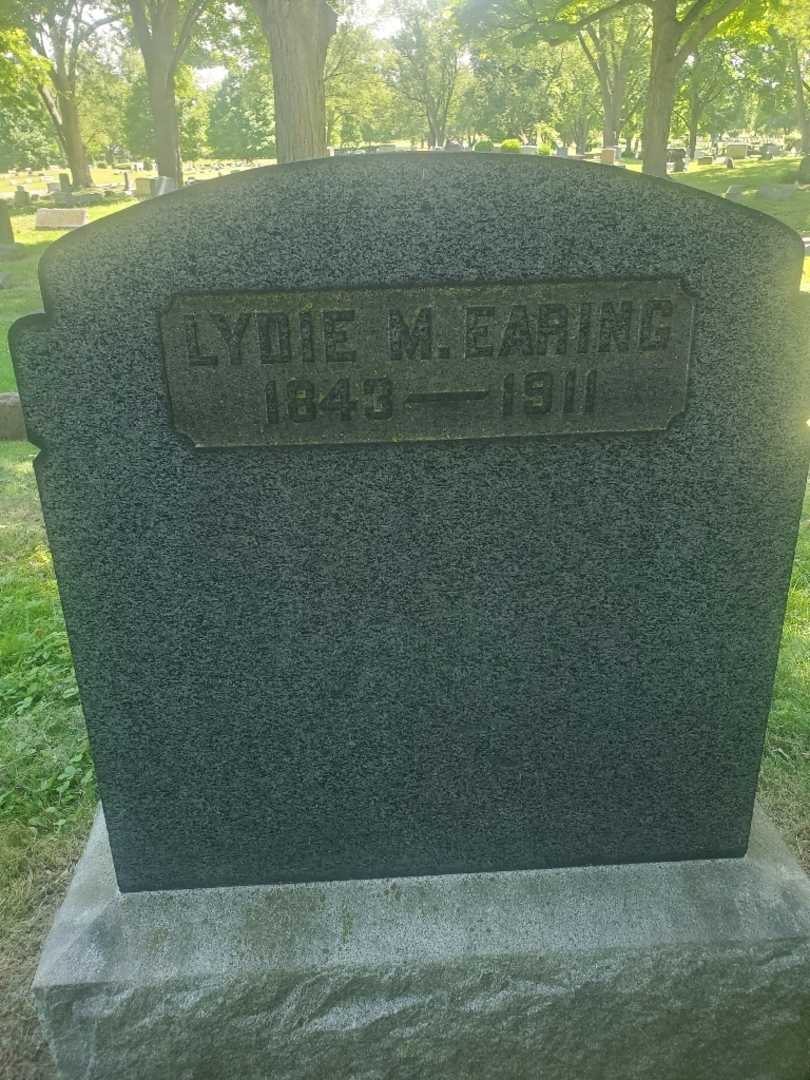 LYDIE M. EARING
1843 — 1911